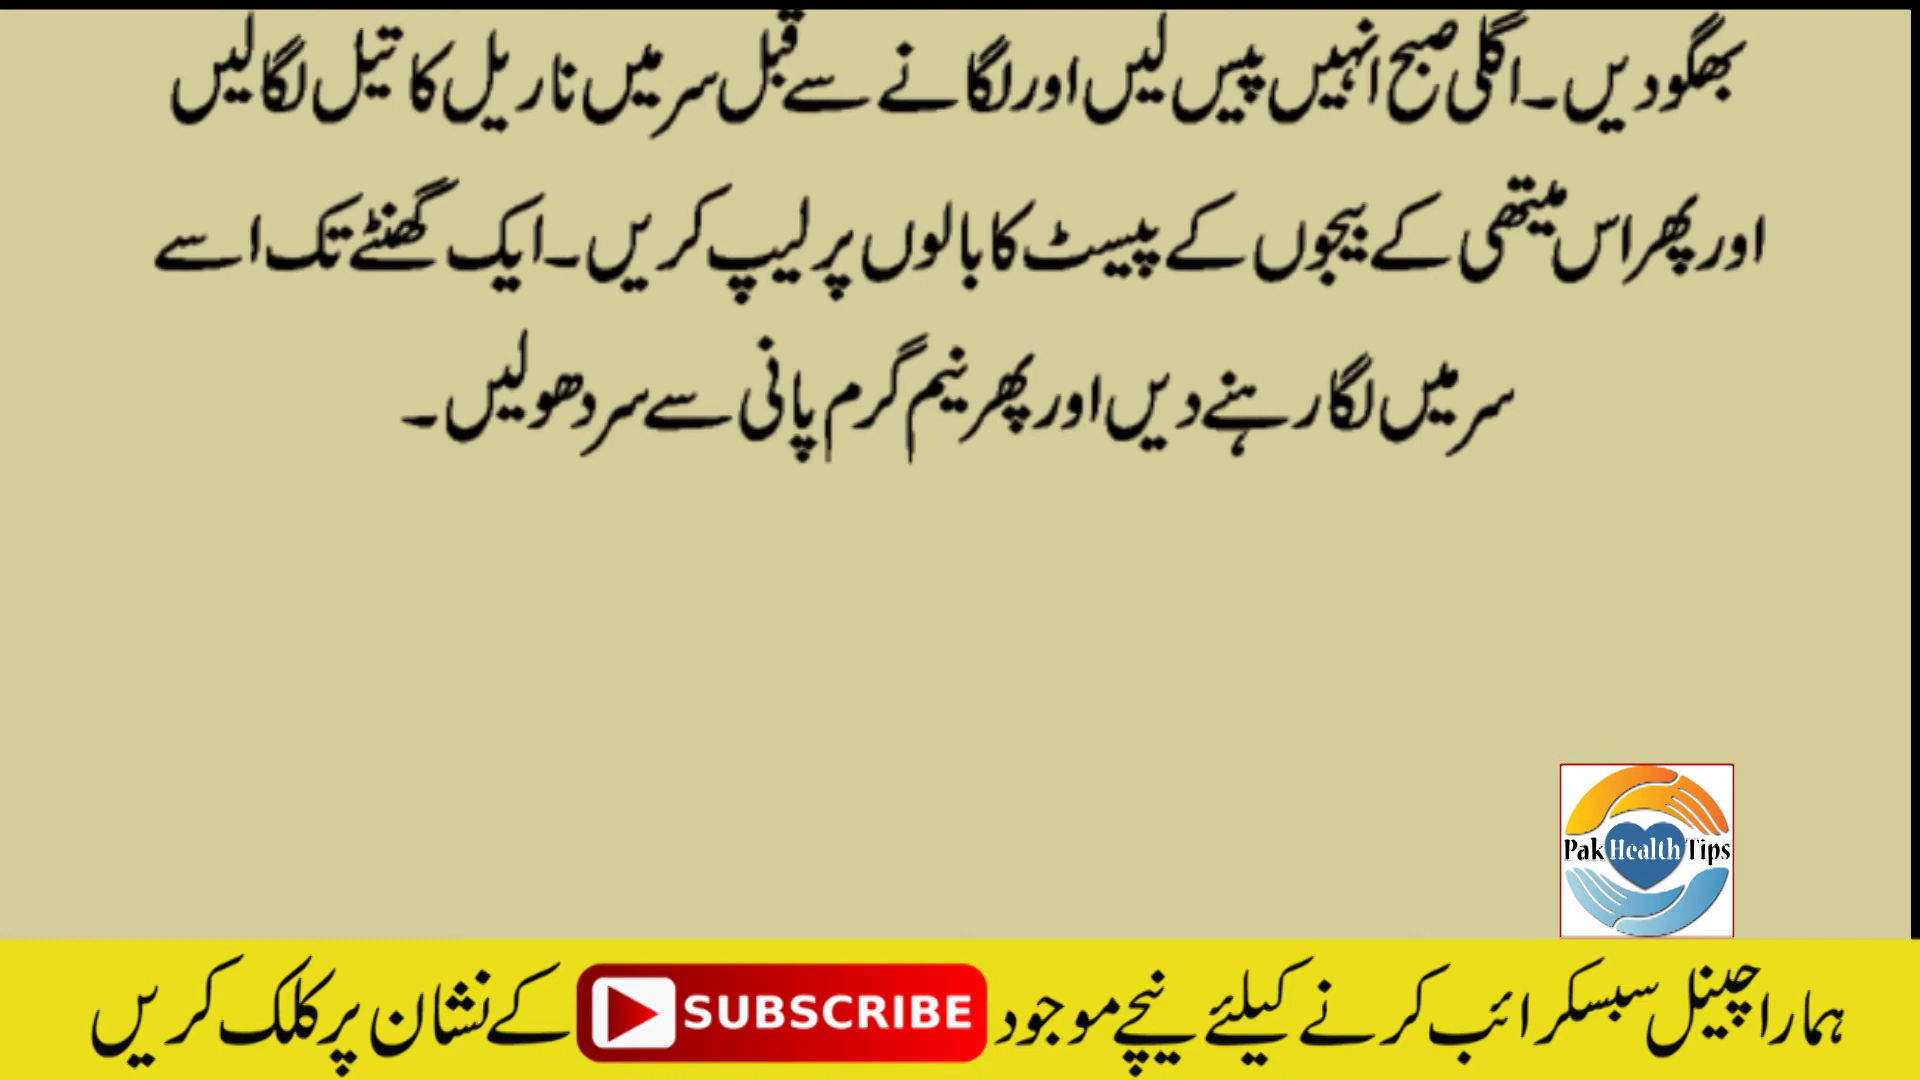 بھگو دیں۔ اگلی صبح انہیں پیس لیں اور لگانے سے قبل سر میں ناریل کا تیل لگا لیں
اور پھر اس میتھی کے بیجوں کے پیسٹ کا بالوں پر لیپ کریں۔ ایک گھنٹے تک اسے
سر میں لگا رہنے دیں اور پھر نیم گرم پانی سے سر دھو لیں۔
Pak Health Tips
ہمارا چینل سبسکرائب کرنے کیلئے نیچے موجود SUBSCRIBE کے نشان پر کلک کریں